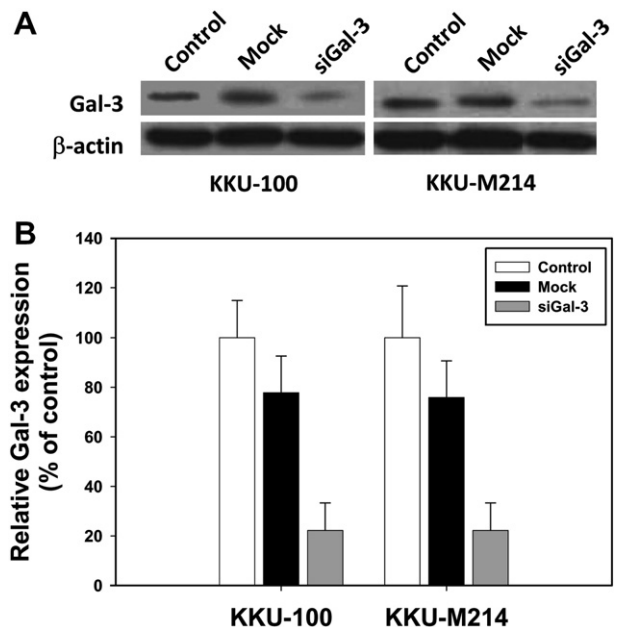 A
Control Mock siGal-3 Control Mock siGal-3
Gal-3
β-actin
KKU-100 KKU-M214
B
Relative Gal-3 expression
(% of control)
140
120
100
80
60
40
20
0
Control
Mock
siGal-3
KKU-100 KKU-M214